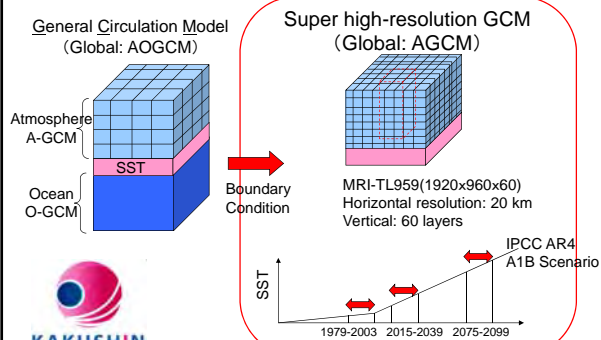 General Circulation Model
（Global: AOGCM）
Atmosphere
A-GCM
SST
Ocean
O-GCM
Boundary
Condition
Super high-resolution GCM
（Global: AGCM）
MRI-TL959(1920x960x60)
Horizontal resolution: 20 km
Vertical: 60 layers
IPCC AR4
A1B Scenario
SST
1979-2003 2015-2039 2075-2099
KAKUSHIN